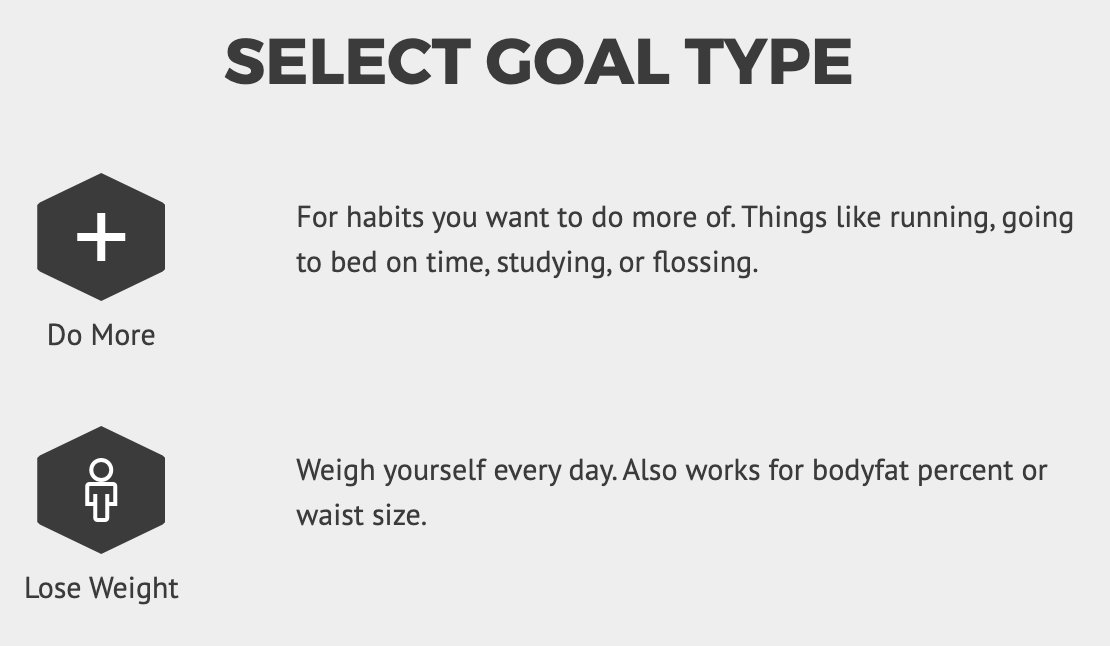 SELECT GOAL TYPE
For habits you want to do more of. Things like running, going
to bed on time, studying, or flossing.
Do More
Weigh yourself every day. Also works for bodyfat percent or
waist size.
Lose Weight